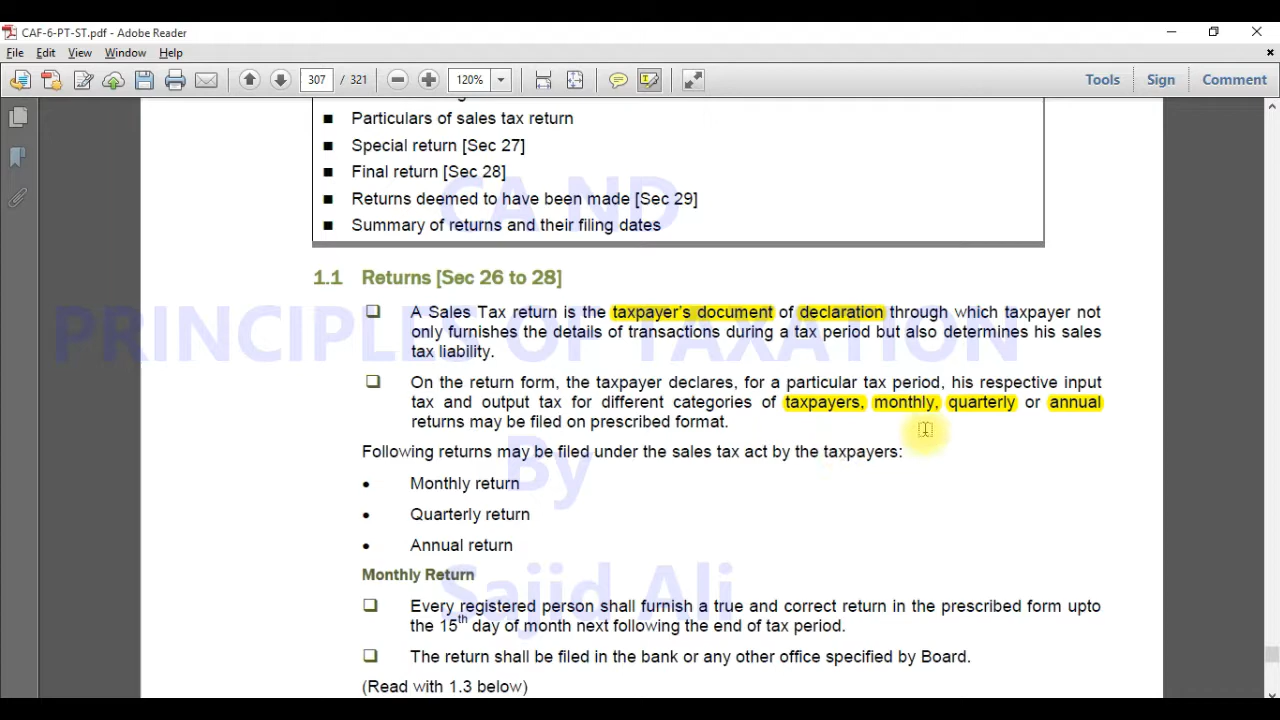 CAF-6-PT-ST.pdf - Adobe Reader
File Edit View Window Help
307 / 321 120% Tools Sign Comment
■ Particulars of sales tax return
■ Special return [Sec 27]
■ Final return [Sec 28]
■ Returns deemed to have been made [Sec 29]
■ Summary of returns and their filing dates
CA ND
1.1 Returns [Sec 26 to 28]
❑ A Sales Tax return is the taxpayer's document of declaration through which taxpayer not
only furnishes the details of transactions during a tax period but also determines his sales
tax liability.
PRINCIPLES OF TAXATION
❑ On the return form, the taxpayer declares, for a particular tax period, his respective input
tax and output tax for different categories of taxpayers, monthly, quarterly or annual
returns may be filed on prescribed format.
Following returns may be filed under the sales tax act by the taxpayers:
By
• Monthly return
• Quarterly return
• Annual return
Monthly Return
Sajid Ali
❑ Every registered person shall furnish a true and correct return in the prescribed form upto
the 15th day of month next following the end of tax period.
❑ The return shall be filed in the bank or any other office specified by Board.
(Read with 1.3 below)